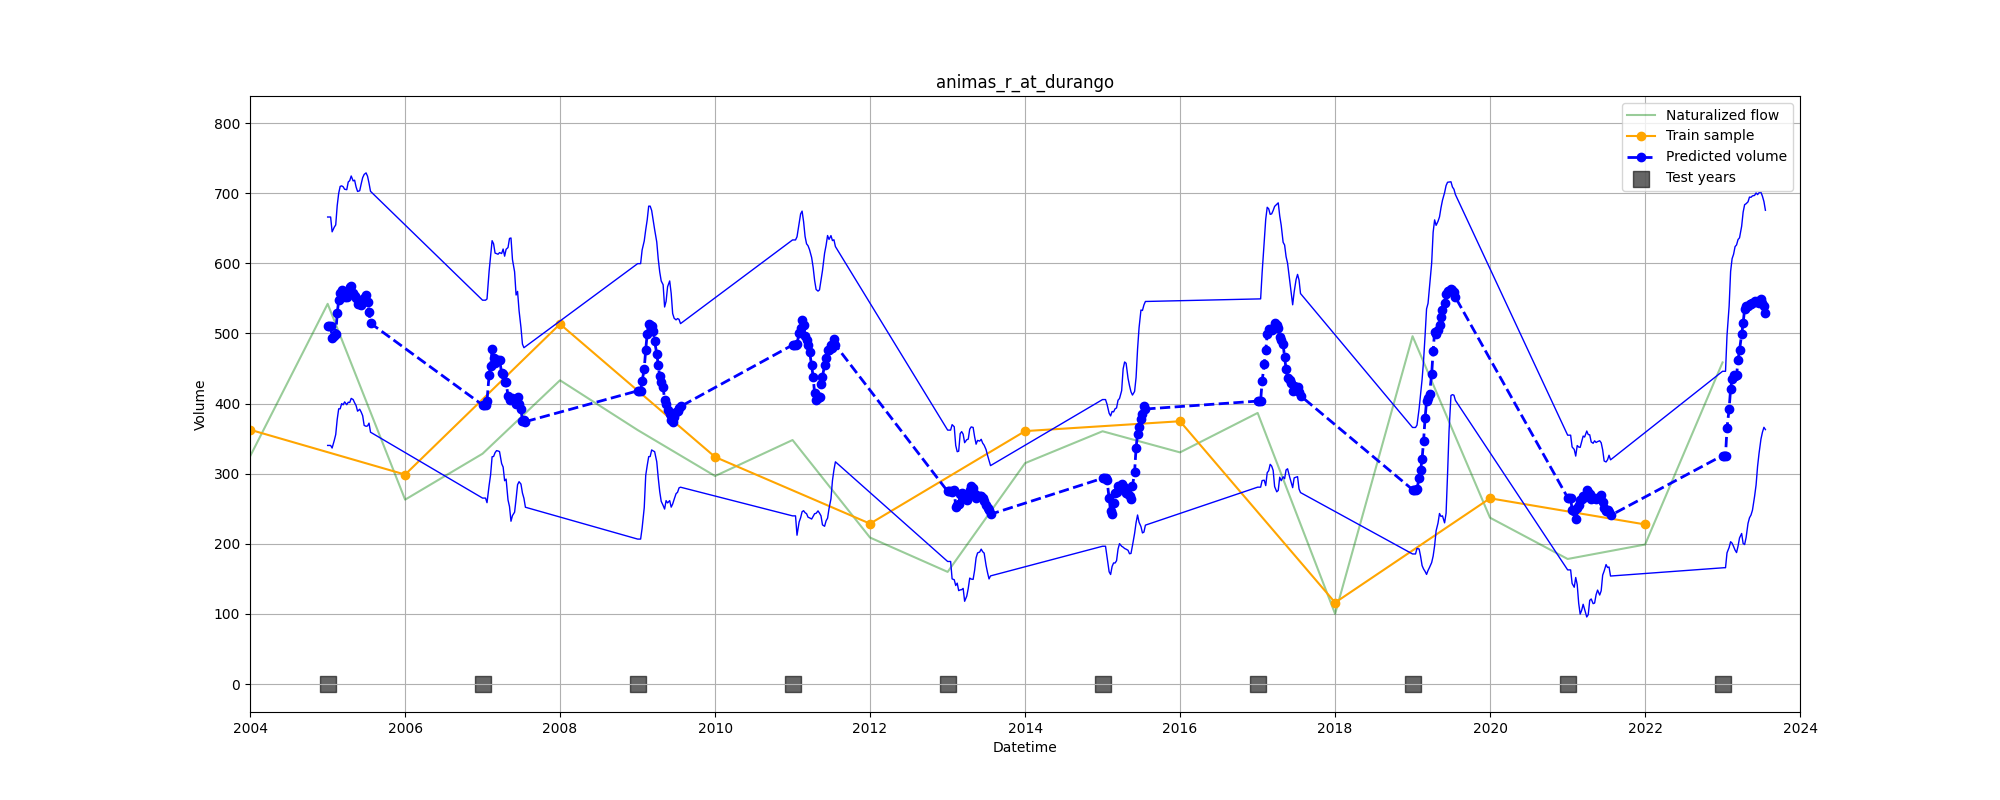 animas_r_at_durango
800
700
600
500
400
300
200
100
0
Volume
2004 2006 2008 2010 2012 2014 2016 2018 2020 2022 2024
Datetime
Naturalized flow
Train sample
Predicted volume
Test years